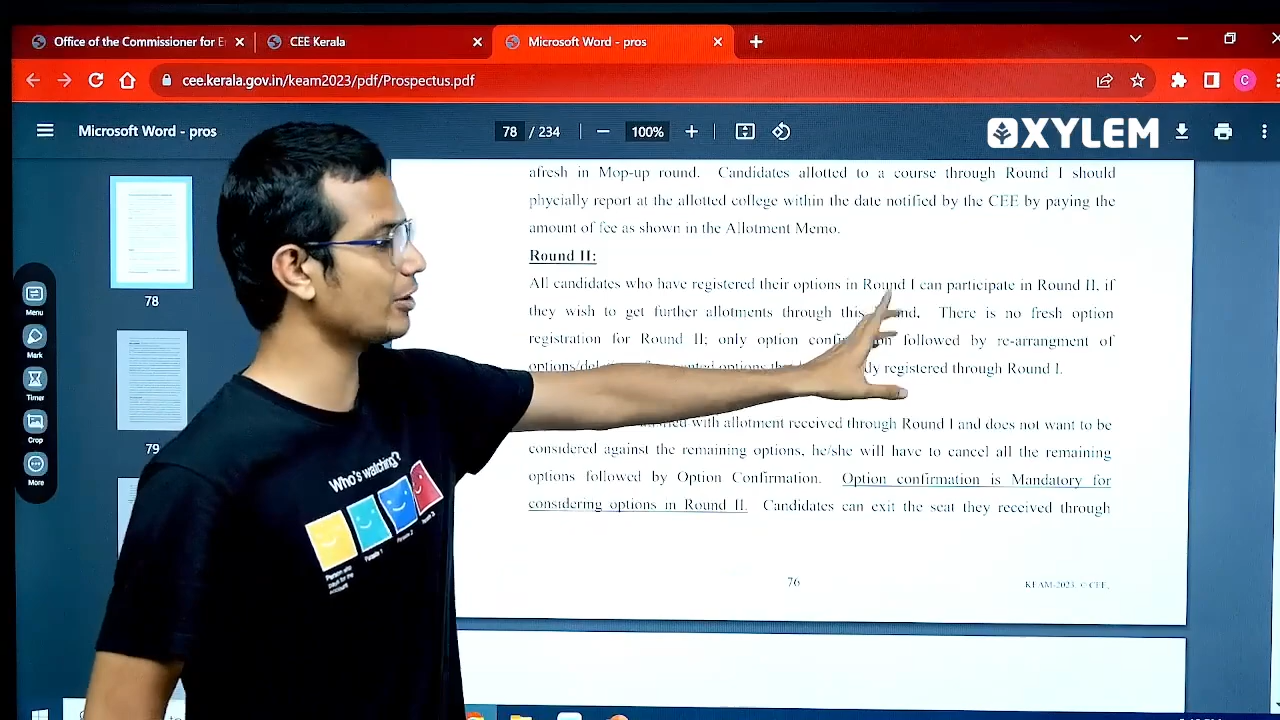 Office of the Commissioner for E
CEE Kerala
Microsoft Word - pros
cee.kerala.gov.in/keam2023/pdf/Prospectus.pdf
C
Microsoft Word - pros
78 / 234
100%
OXYLEM
afresh in Mop-up round. Candidates allotted to a course through Round I should
phycially report at the allotted college within the date notified by the CEE by paying the
amount of fee as shown in the Allotment Memo.
Round II:
All candidates who have registered their options in Round I can participate in Round II, if
they wish to get further allotments through this There is no fresh option
for Round II; only option followed by re-arrangment of
registered through Round I.
with allotment received through Round I and does not want to be
considered against the remaining options, he/she will have to cancel all the remaining
options followed by Option Confirmation. Option confirmation is Mandatory for
considering options in Round II. Candidates can exit the seat they received through
76
KEAM-2023 © CEE.
78
79
Menu
Mark
Timer
Crop
More
Who's watching?